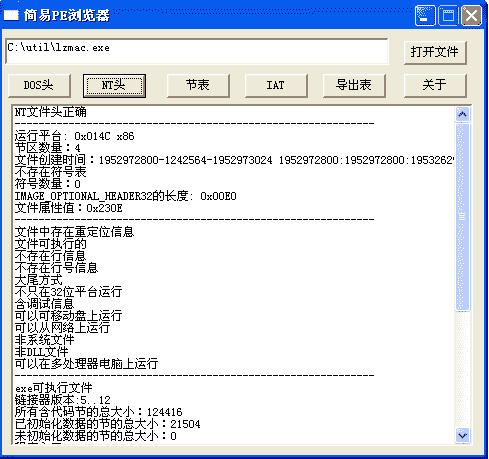 简易PE浏览器
C:\util\lzmac.exe
打开文件
DOS头 NT头 节表 IAT 导出表 关于
NT文件头正确
----------------------------------------------------------------
运行平台: 0x014C x86
节区数量：4
文件创建时间：1952972800-1242564-1953973024 1952972800:1952972800:1953262
不存在符号表
符号数量：0
IMAGE_OPTIONAL_HEADER32的长度: 0x00E0
文件属性值：0x230E
----------------------------------------------------------------
文件中存在重定位信息
文件可执行的
不存在行信息
不存在行号信息
大尾方式
不只在32位平台运行
含调试信息
可以可移动盘上运行
可以从网络上运行
非系统文件
非DLL文件
可以在多处理器电脑上运行
----------------------------------------------------------------
exe可执行文件
链接器版本:5..12
所有含代码节的总大小：124416
已初始化数据的节的总大小：21504
未初始化数据的节的总大小：0